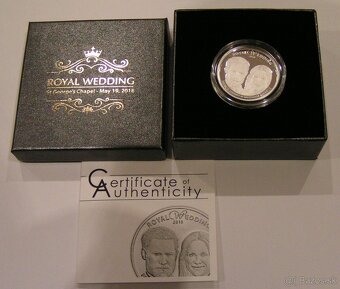 ROYAL WEDDING
St George's Chapel - May 19, 2018
Certificate of
Authenticity
ROYAL WEDDING
2018